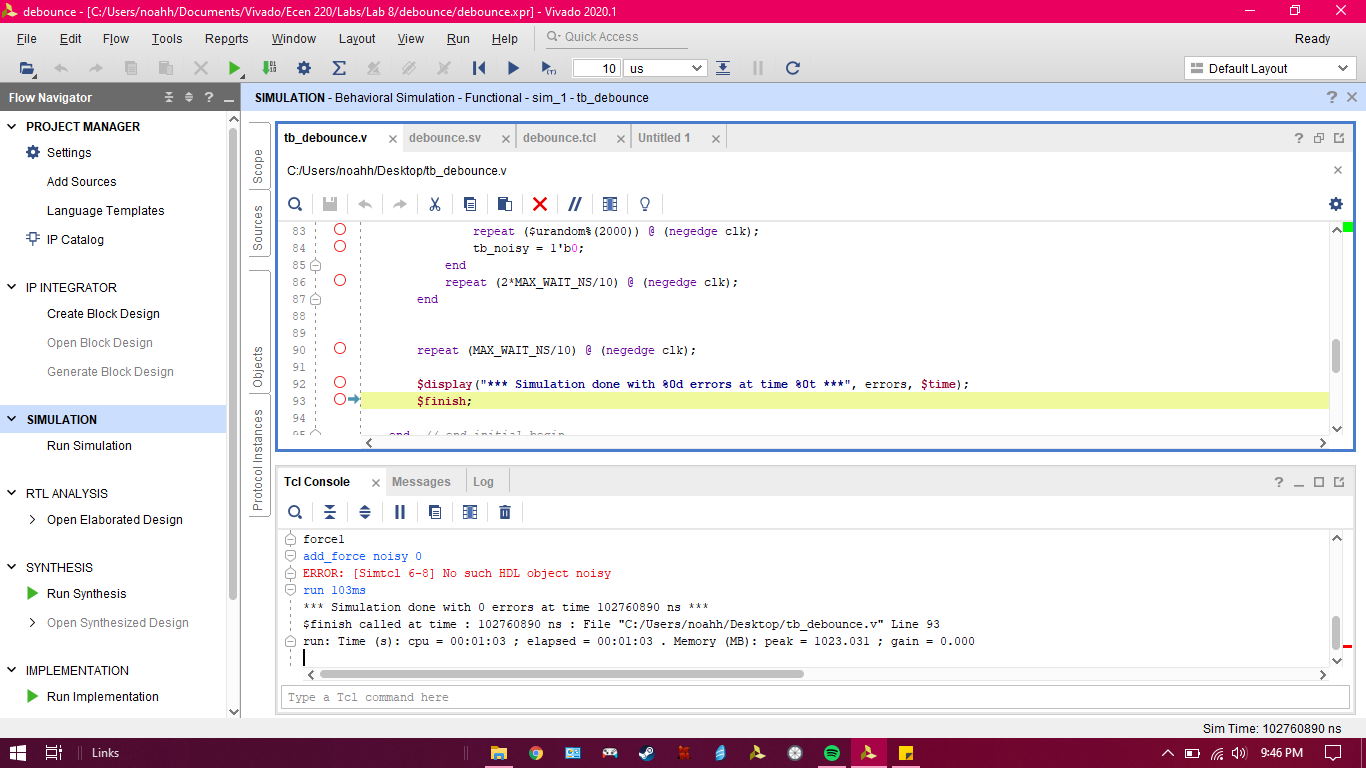 debounce - [C:/Users/noahh/Documents/Vivado/Ecen 220/Labs/Lab 8/debounce/debounce.xpr] - Vivado 2020.1
File Edit Flow Tools Reports Window Layout View Run Help Quick Access Ready
10 us Default Layout
Flow Navigator
SIMULATION - Behavioral Simulation - Functional - sim_1 - tb_debounce
PROJECT MANAGER
Settings
Add Sources
Language Templates
IP Catalog
IP INTEGRATOR
Create Block Design
Open Block Design
Generate Block Design
SIMULATION
Run Simulation
RTL ANALYSIS
Open Elaborated Design
SYNTHESIS
Run Synthesis
Open Synthesized Design
IMPLEMENTATION
Run Implementation
Scope
Sources
Objects
Protocol Instances
tb_debounce.v debounce.sv debounce.tcl Untitled 1
C:/Users/noahh/Desktop/tb_debounce.v
83 repeat ($urandom%(2000)) @ (negedge clk);
84 tb_noisy = 1'b0;
85 end
86 repeat (2*MAX_WAIT_NS/10) @ (negedge clk);
87 end
88
89
90 repeat (MAX_WAIT_NS/10) @ (negedge clk);
91
92 $display("*** Simulation done with %0d errors at time %0t ***", errors, $time);
93 $finish;
94
95 end // end initial begin
Tcl Console Messages Log
force1
add_force noisy 0
ERROR: [Simtcl 6-8] No such HDL object noisy
run 103ms
*** Simulation done with 0 errors at time 102760890 ns ***
$finish called at time : 102760890 ns : File "C:/Users/noahh/Desktop/tb_debounce.v" Line 93
run: Time (s): cpu = 00:01:03 ; elapsed = 00:01:03 . Memory (MB): peak = 1023.031 ; gain = 0.000
Type a Tcl command here
Sim Time: 102760890 ns
Links
9:46 PM